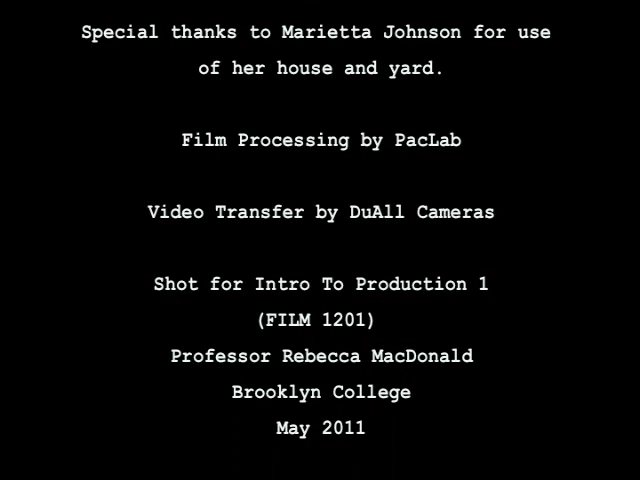 Special thanks to Marietta Johnson for use
of her house and yard.
Film Processing by PacLab
Video Transfer by DuAll Cameras
Shot for Intro To Production 1
(FILM 1201)
Professor Rebecca MacDonald
Brooklyn College
May 2011